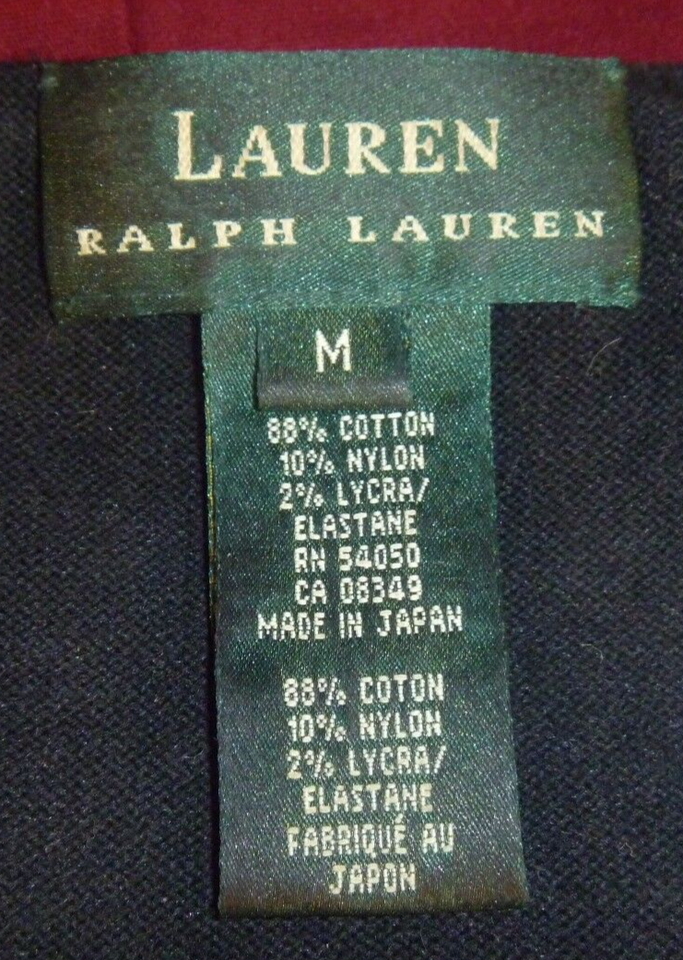 LAUREN
RALPH LAUREN
M
88% COTTON
10% NYLON
2% LYCRA/
ELASTANE
RN 54050
CA 08349
MADE IN JAPAN
88% COTON
10% NYLON
2% LYCRA/
ELASTANE
FABRIQUÉ AU
JAPON